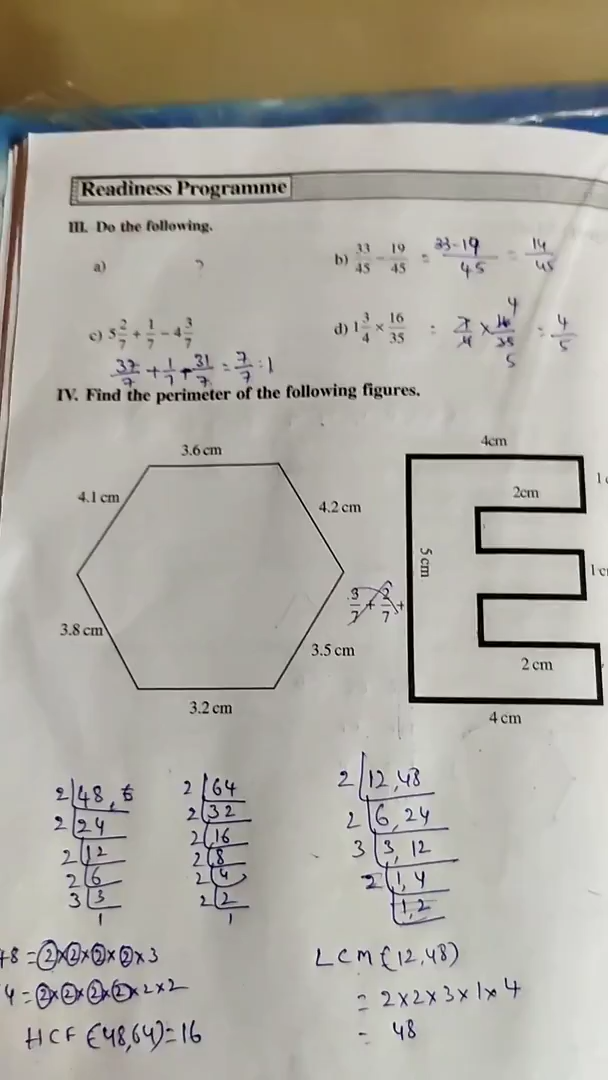 Readiness Programme
III. Do the following.
a) ?
b) 33/45 - 19/45 = 33-19/45 = 14/45
c) 5 2/7 + 1/7 - 4 3/7
37/7 + 1/7 - 31/7 = 7/7 = 1
d) 1 3/4 × 16/35 = 7/4 × 16/35 = 4/5
4
5
IV. Find the perimeter of the following figures.
3.6 cm
4.1 cm
4.2 cm
3.8 cm
3.5 cm
3.2 cm
4cm
2cm
5 cm
2 cm
4 cm
3/7 + 2/7 +
2 48,
2 24
2 12
2 6
3 3
1
2 64
2 32
2 16
2 8
2 4
2 2
1
2 12, 48
2 6, 24
3 3, 12
2 1, 4
1, 2
48 = 2×2×2×2×3
4 = 2×2×2×2×2×2
HCF (48,64) = 16
LCM (12,48)
= 2×2×3×1×4
= 48